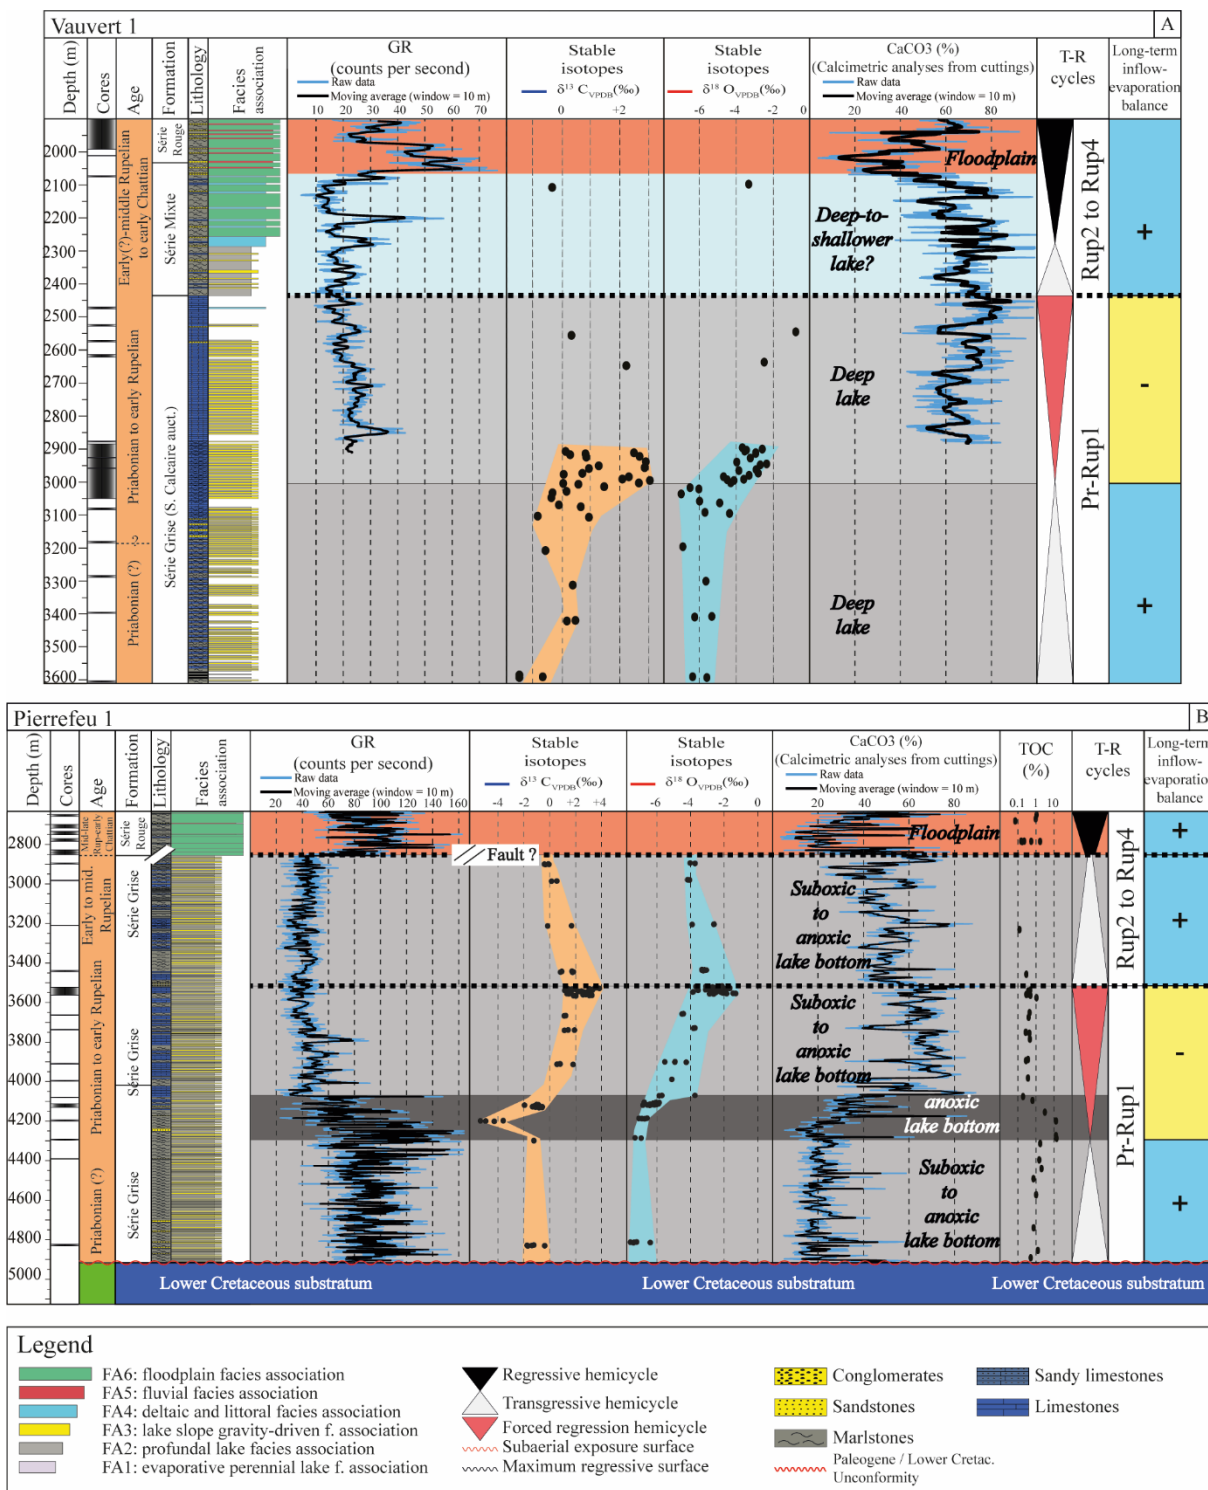 Vauvert 1
A
Depth (m)
Cores
Age
Formation
Lithology
Facies
association
GR
(counts per second)
Raw data
Moving average (window = 10 m)
10 20 30 40 50 60 70
Stable
isotopes
δ13 CVPDB(‰)
0 +2
Stable
isotopes
δ18 OVPDB(‰)
-6 -4 -2 0
CaCO3 (%)
(Calcimetric analyses from cuttings)
Raw data
Moving average (window = 10 m)
20 40 60 80
T-R
cycles
Long-term
inflow-
evaporation
balance
2000
2100
2200
2300
2400
2500
2600
2700
2800
2900
3000
3100
3200
3300
3400
3500
3600
Early(?)-middle Rupelian
to early Chattian
Priabonian to early Rupelian
?
Priabonian (?)
Série
Rouge
Série Mixte
Série Grise (S. Calcaire auct.)
Floodplain
Deep-to-
shallower
lake?
Deep
lake
Deep
lake
Rup2 to Rup4
Pr-Rup1
+
-
+
Pierrefeu 1
B
Depth (m)
Cores
Age
Formation
Lithology
Facies
association
GR
(counts per second)
Raw data
Moving average (window = 10 m)
20 40 60 80 100 120 140 160
Stable
isotopes
δ13 CVPDB(‰)
-4 -2 0 +2 +4
Stable
isotopes
δ18 OVPDB(‰)
-6 -4 -2 0
CaCO3 (%)
(Calcimetric analyses from cuttings)
Raw data
Moving average (window = 10 m)
20 40 60 80
TOC
(%)
0.1 1 10
T-R
cycles
Long-term
inflow-
evaporation
balance
2800
3000
3200
3400
3600
3800
4000
4200
4400
4600
4800
5000
Mid-late
Rup-early
Chattian
Early to mid.
Rupelian
Priabonian to early Rupelian
Priabonian (?)
Série
Rouge
Série Grise
Série Grise
Série Grise
Fault ?
Floodplain
Suboxic
to
anoxic
lake bottom
Suboxic
to
anoxic
lake bottom
anoxic
lake bottom
Suboxic
to
anoxic
lake bottom
Rup2 to Rup4
Pr-Rup1
+
+
-
+
Lower Cretaceous substratum Lower Cretaceous substratum Lower Cretaceous substratum
Legend
FA6: floodplain facies association
FA5: fluvial facies association
FA4: deltaic and littoral facies association
FA3: lake slope gravity-driven f. association
FA2: profundal lake facies association
FA1: evaporative perennial lake f. association
Regressive hemicycle
Transgressive hemicycle
Forced regression hemicycle
Subaerial exposure surface
Maximum regressive surface
Conglomerates
Sandstones
Marlstones
Paleogene / Lower Cretac.
Unconformity
Sandy limestones
Limestones